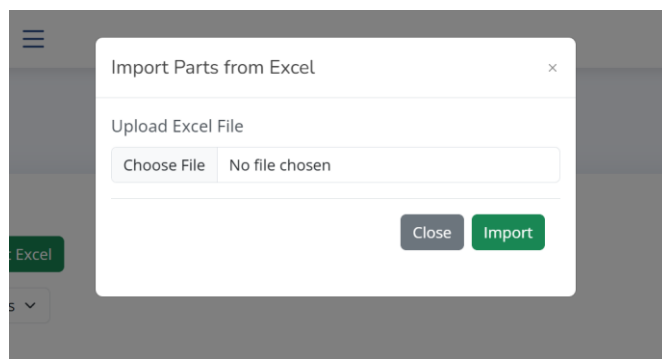 Import Parts from Excel
×
Upload Excel File
Choose File No file chosen
Close Import
Excel
s